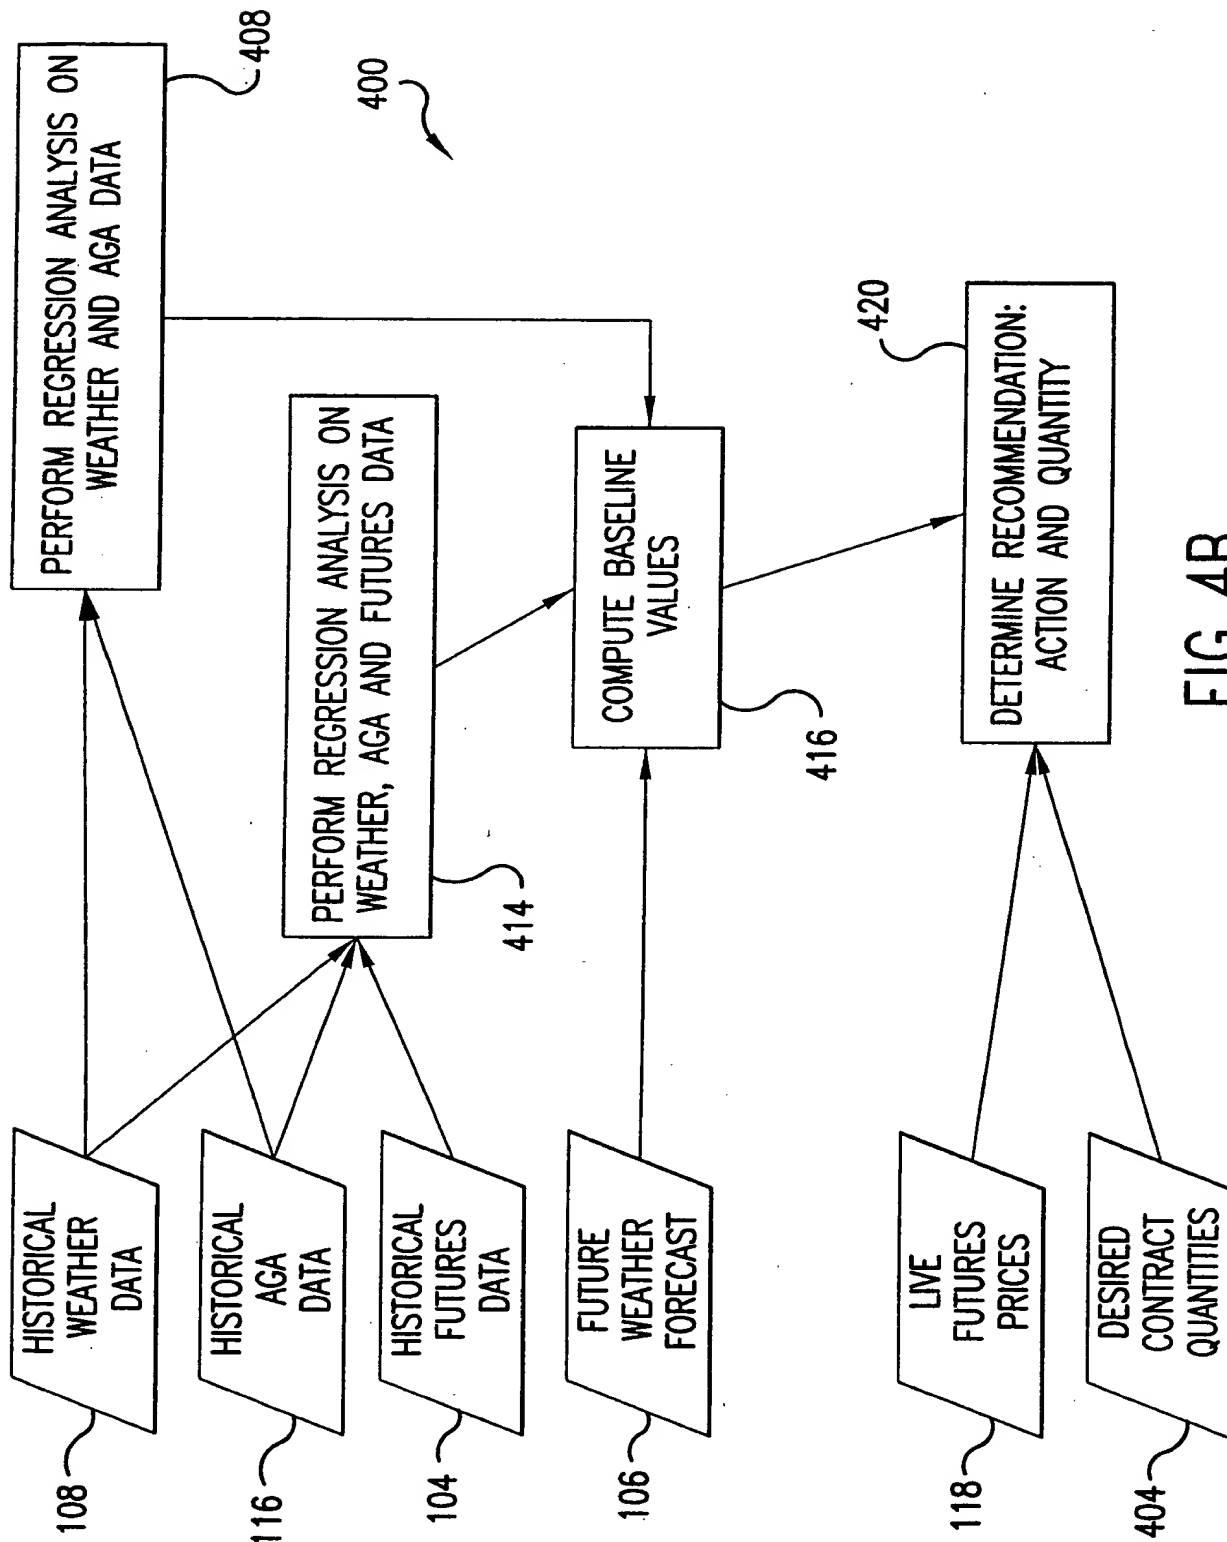 HISTORICAL
WEATHER
DATA
108
HISTORICAL
AGA
DATA
116
HISTORICAL
FUTURES
DATA
104
FUTURE
WEATHER
FORECAST
106
LIVE
FUTURES
PRICES
118
DESIRED
CONTRACT
QUANTITIES
404
PERFORM REGRESSION ANALYSIS ON
WEATHER AND AGA DATA
408
PERFORM REGRESSION ANALYSIS ON
WEATHER, AGA AND FUTURES DATA
414
400
COMPUTE BASELINE
VALUES
416
DETERMINE RECOMMENDATION:
ACTION AND QUANTITY
420
FIG. 4B